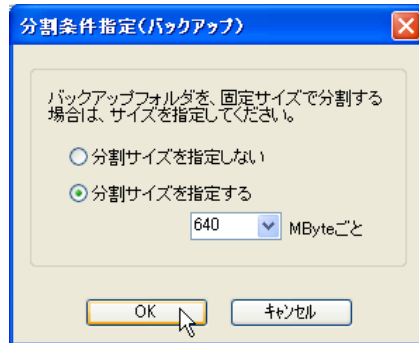 分割条件指定(バックアップ)
バックアップフォルダを、固定サイズで分割する
場合は、サイズを指定してください。
分割サイズを指定しない
分割サイズを指定する
640 MByteごと
OK キャンセル